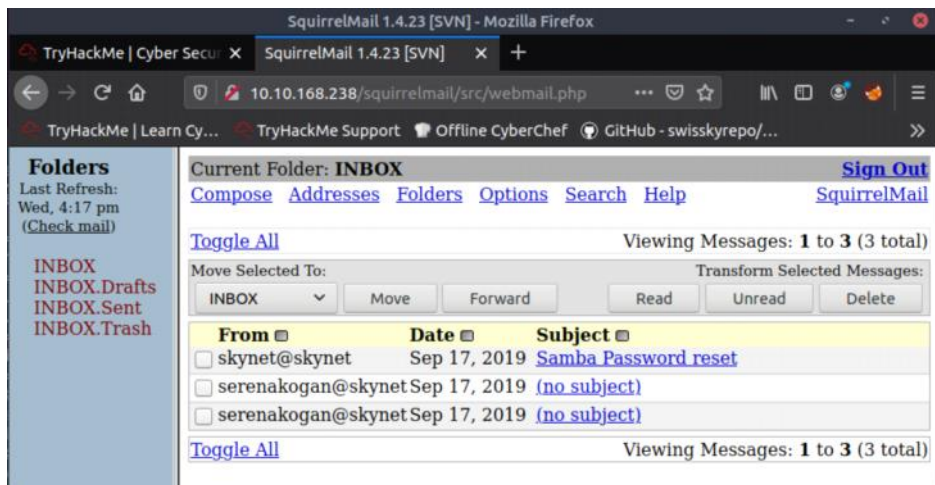 SquirrelMail 1.4.23 [SVN] - Mozilla Firefox
TryHackMe | Cyber Secur
SquirrelMail 1.4.23 [SVN]
10.10.168.238/squirrelmail/src/webmail.php
TryHackMe | Learn Cy...
TryHackMe Support
Offline CyberChef
GitHub - swisskyrepo/...
Folders
Last Refresh:
Wed, 4:17 pm
(Check mail)
INBOX
INBOX.Drafts
INBOX.Sent
INBOX.Trash
Current Folder: INBOX
Sign Out
Compose Addresses Folders Options Search Help
SquirrelMail
Toggle All
Viewing Messages: 1 to 3 (3 total)
Move Selected To:
Transform Selected Messages:
INBOX Move Forward Read Unread Delete
From Date Subject
skynet@skynet Sep 17, 2019 Samba Password reset
serenakogan@skynet Sep 17, 2019 (no subject)
serenakogan@skynet Sep 17, 2019 (no subject)
Toggle All
Viewing Messages: 1 to 3 (3 total)